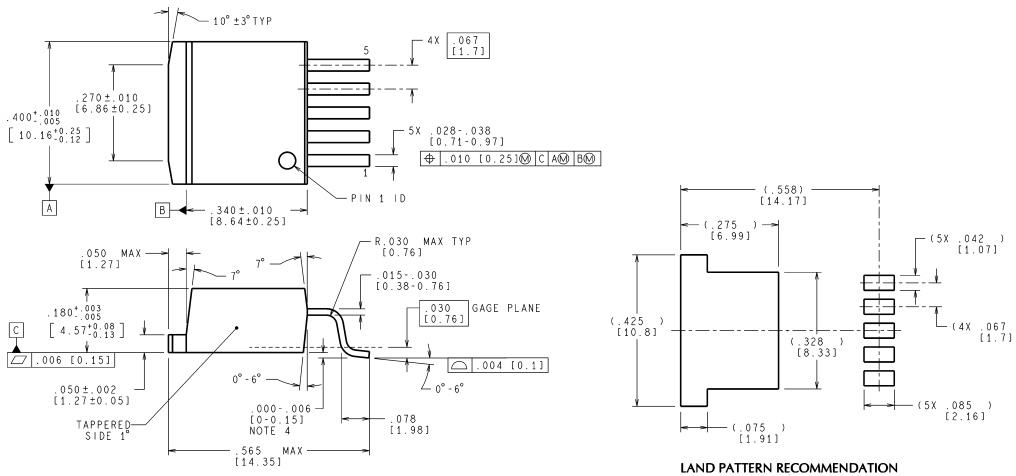 10° ±3° TYP
4X .067
[1.7]
5
.270±.010
[6.86±0.25]
.400 +.010 -.005
[ 10.16 +0.25 -0.12 ]
5X .028-.038
[0.71-0.97]
⌖ .010 [0.25]Ⓜ C AⓂ BⓂ
1
PIN 1 ID
A
B
.340±.010
[8.64±0.25]
.050 MAX
[1.27]
7°
7°
R.030 MAX TYP
[0.76]
.015-.030
[0.38-0.76]
.030
[0.76]
GAGE PLANE
.180 +.003 -.005
[ 4.57 +0.08 -0.13 ]
C
⏥ .006 [0.15]
⌓ .004 [0.1]
0°-6°
0°-6°
.050±.002
[1.27±0.05]
TAPPERED
SIDE 1°
.000-.006
[0-0.15]
NOTE 4
.078
[1.98]
.565 MAX
[14.35]
(.558)
[14.17]
(.275 )
[6.99]
(5X .042 )
[1.07]
(.425 )
[10.8]
(.328 )
[8.33]
(4X .067 )
[1.7]
(5X .085 )
[2.16]
(.075 )
[1.91]
LAND PATTERN RECOMMENDATION